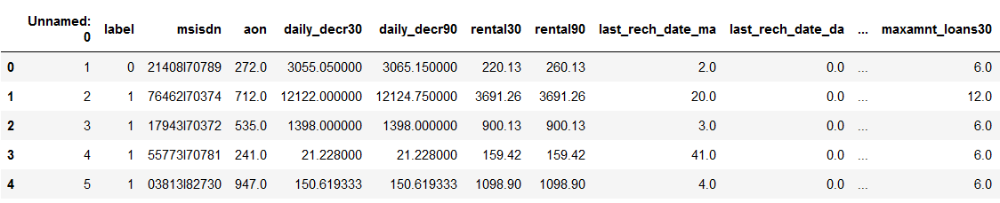 Unnamed: 0 label msisdn aon daily_decr30 daily_decr90 rental30 rental90 last_rech_date_ma last_rech_date_da ... maxamnt_loans30
0 1 0 21408I70789 272.0 3055.050000 3065.150000 220.13 260.13 2.0 0.0 ... 6.0
1 2 1 76462I70374 712.0 12122.000000 12124.750000 3691.26 3691.26 20.0 0.0 ... 12.0
2 3 1 17943I70372 535.0 1398.000000 1398.000000 900.13 900.13 3.0 0.0 ... 6.0
3 4 1 55773I70781 241.0 21.228000 21.228000 159.42 159.42 41.0 0.0 ... 6.0
4 5 1 03813I82730 947.0 150.619333 150.619333 1098.90 1098.90 4.0 0.0 ... 6.0